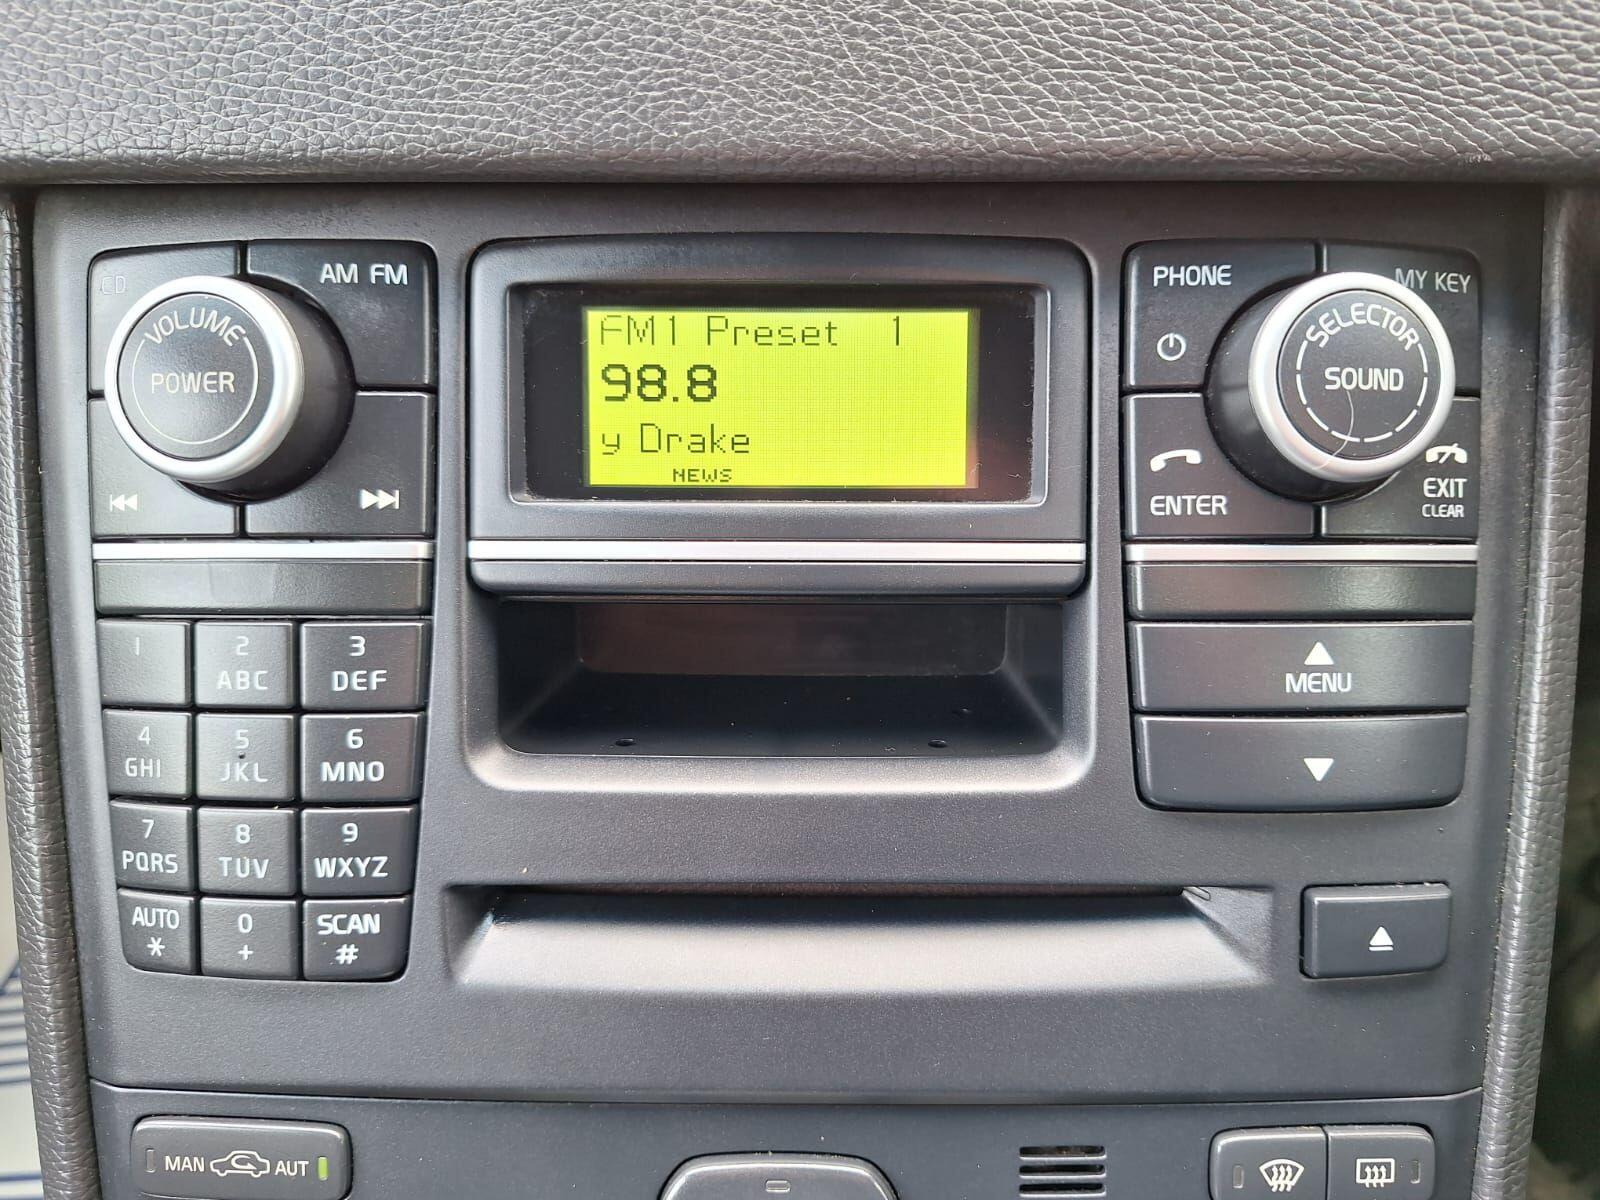 CD
AM FM
VOLUME
POWER
FM1 Preset 1
98.8
y Drake
NEWS
PHONE
MY KEY
SELECTOR
SOUND
ENTER
EXIT
CLEAR
1
2
ABC
3
DEF
4
GHI
5
JKL
6
MNO
7
PQRS
8
TUV
9
WXYZ
AUTO
*
0
+
SCAN
#
MENU
MAN AUT